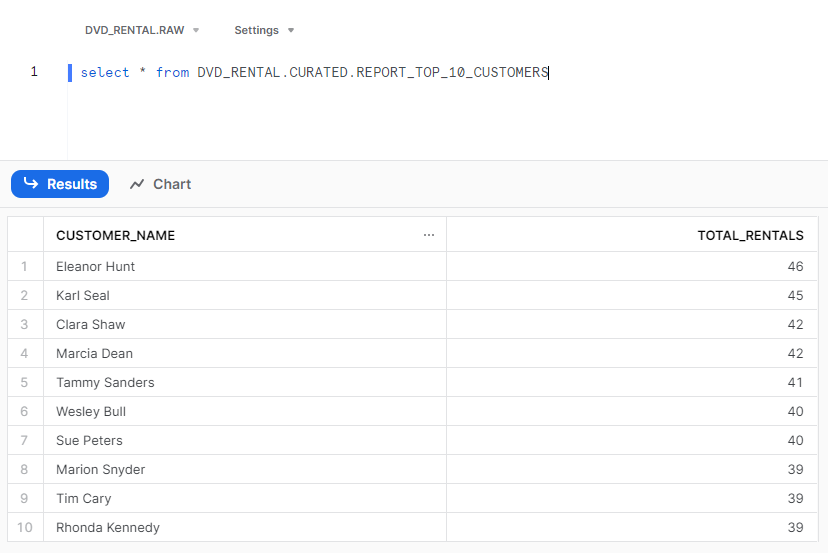 DVD_RENTAL.RAW Settings
1 select * from DVD_RENTAL.CURATED.REPORT_TOP_10_CUSTOMERS
Results Chart
CUSTOMER_NAME ... TOTAL_RENTALS
1 Eleanor Hunt 46
2 Karl Seal 45
3 Clara Shaw 42
4 Marcia Dean 42
5 Tammy Sanders 41
6 Wesley Bull 40
7 Sue Peters 40
8 Marion Snyder 39
9 Tim Cary 39
10 Rhonda Kennedy 39